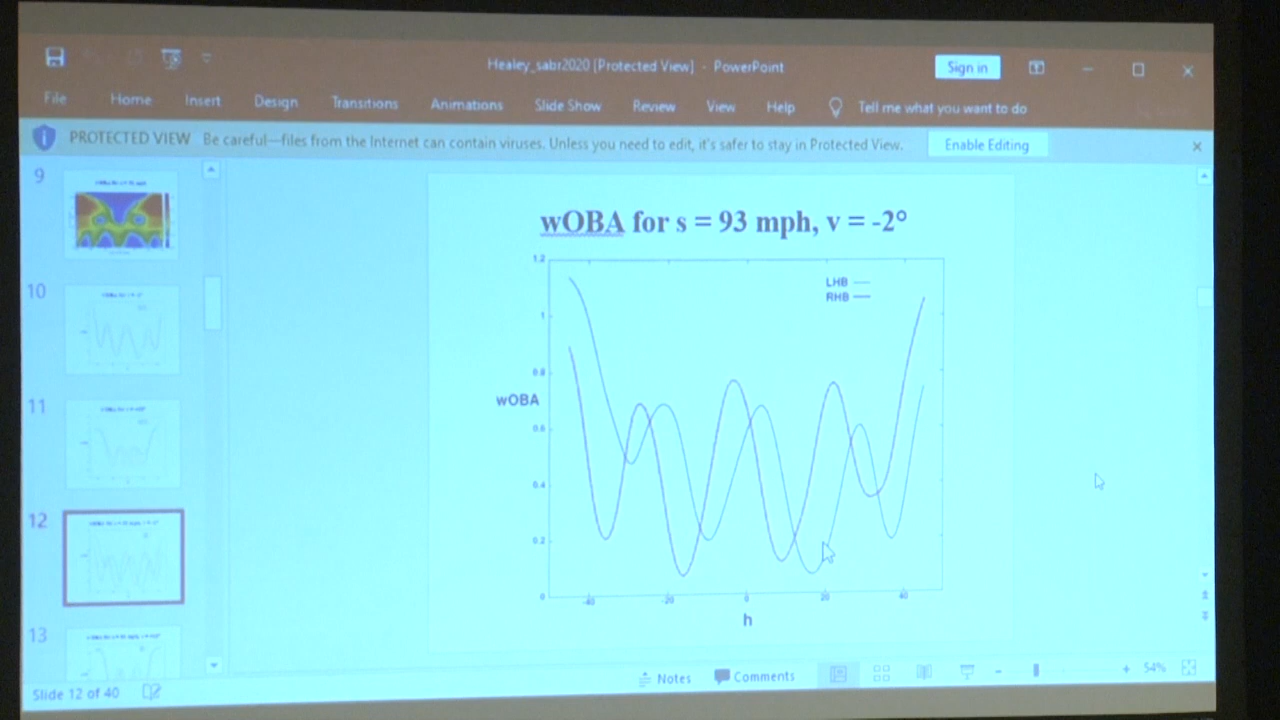 Healey_sabr2020 [Protected View] - PowerPoint
Sign in
File Home Insert Design Transitions Animations Slide Show Review View Help Tell me what you want to do
PROTECTED VIEW Be careful—files from the Internet can contain viruses. Unless you need to edit, it's safer to stay in Protected View. Enable Editing
9
10
11
12
13
wOBA for s = 93 mph, v = -2°
1.2
1
0.8
0.6
0.4
0.2
0
wOBA
LHB
RHB
-40 -20 0 20 40
h
Notes Comments 54%
Slide 12 of 40